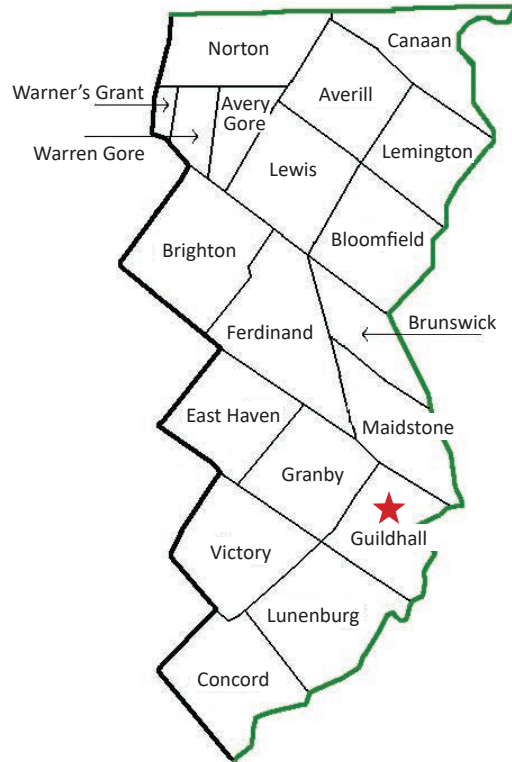 Norton
Canaan
Warner's Grant
Avery
Gore
Averill
Warren Gore
Lewis
Lemington
Brighton
Bloomfield
Ferdinand
Brunswick
East Haven
Maidstone
Granby
Guildhall
Victory
Lunenburg
Concord